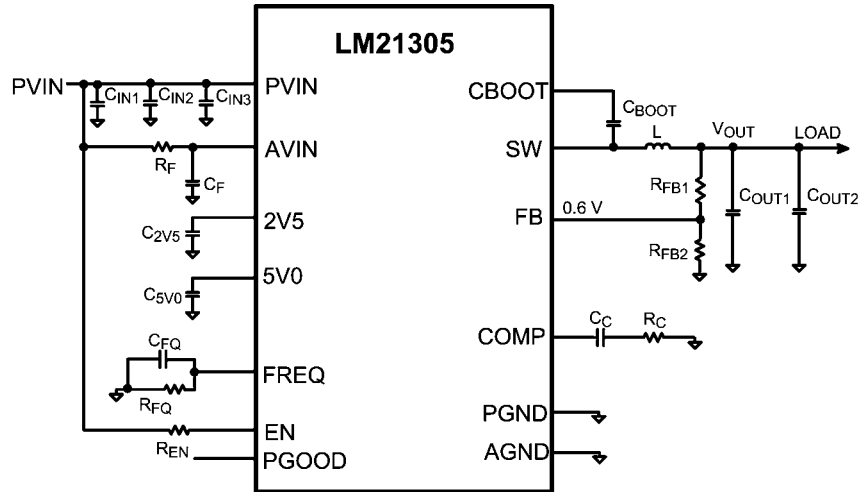 LM21305
PVIN
CIN1
CIN2
CIN3
PVIN
RF
AVIN
CF
C2V5
2V5
C5V0
5V0
CFQ
RFQ
FREQ
REN
EN
PGOOD
CBOOT
CBOOT
SW
L
VOUT
LOAD
RFB1
COUT1
COUT2
FB
0.6 V
RFB2
COMP
CC
RC
PGND
AGND